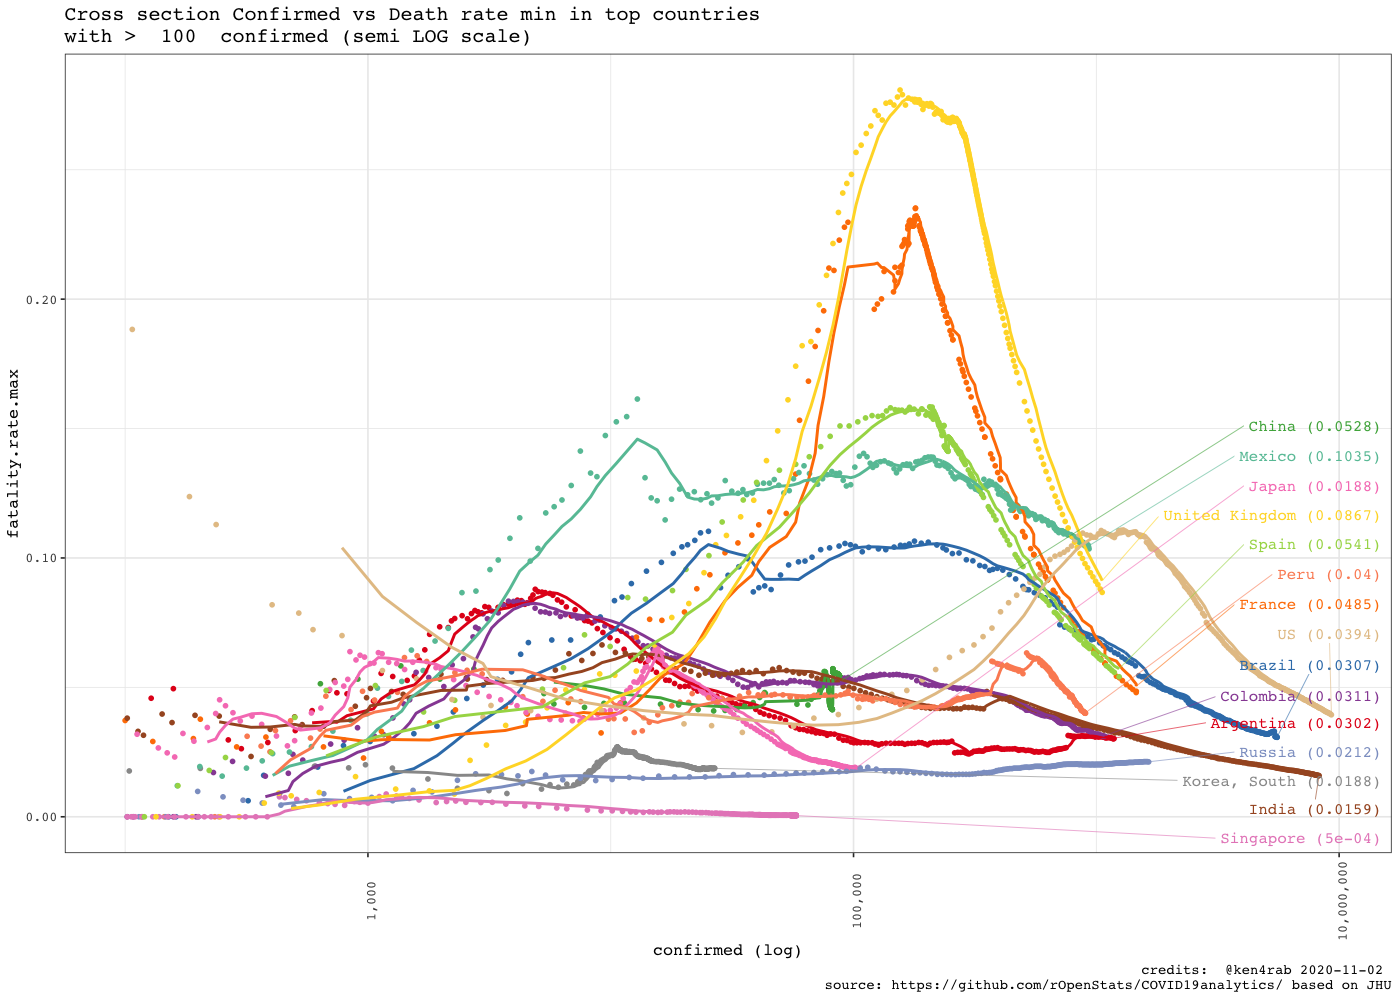 Cross section Confirmed vs Death rate min in top countries
with >  100  confirmed (semi LOG scale)
fatality.rate.max
0.20
0.10
0.00
China (0.0528)
Mexico (0.1035)
Japan (0.0188)
United Kingdom (0.0867)
Spain (0.0541)
Peru (0.04)
France (0.0485)
US (0.0394)
Brazil (0.0307)
Colombia (0.0311)
Argentina (0.0302)
Russia (0.0212)
Korea, South (0.0188)
India (0.0159)
Singapore (5e-04)
1,000
100,000
10,000,000
confirmed (log)
credits:  @ken4rab 2020-11-02
source: https://github.com/rOpenStats/COVID19analytics/ based on JHU